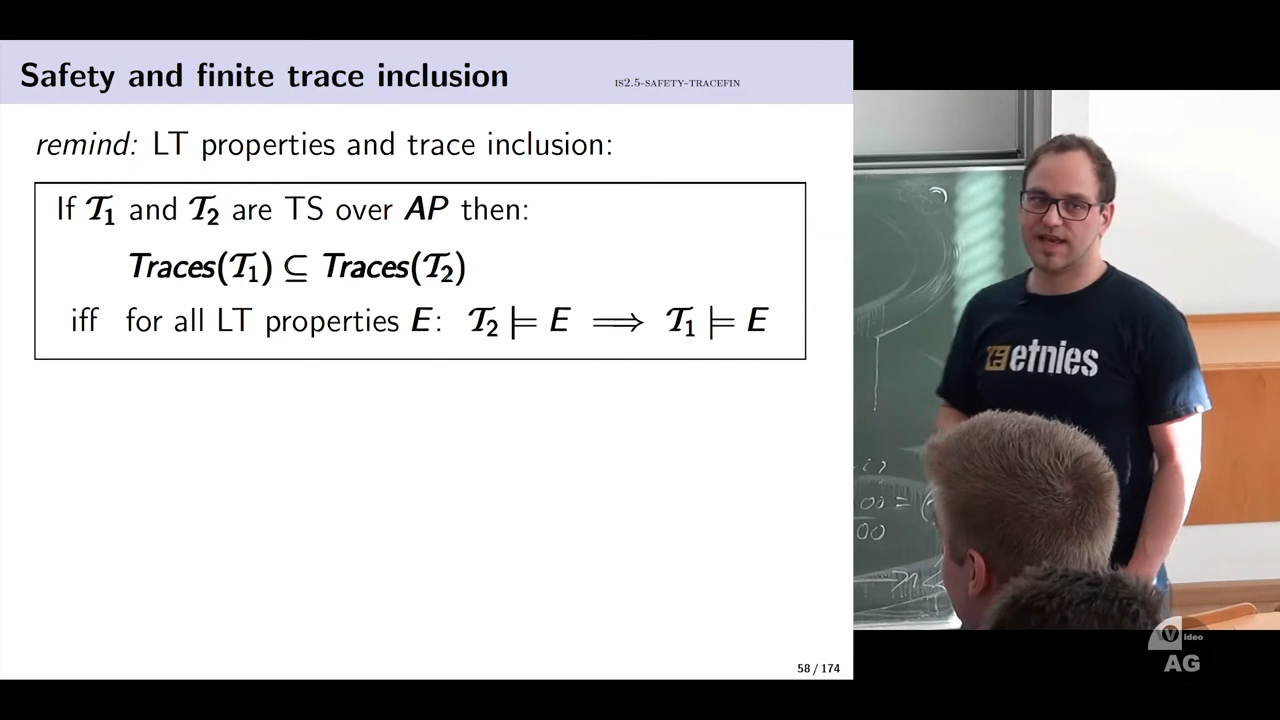 Safety and finite trace inclusion
IS2.5-SAFETY-TRACEFIN
remind: LT properties and trace inclusion:
If 𝒯₁ and 𝒯₂ are TS over AP then:
Traces(𝒯₁) ⊆ Traces(𝒯₂)
iff for all LT properties E: 𝒯₂ ⊨ E ⟹ 𝒯₁ ⊨ E
58 / 174
etnies
Video
AG